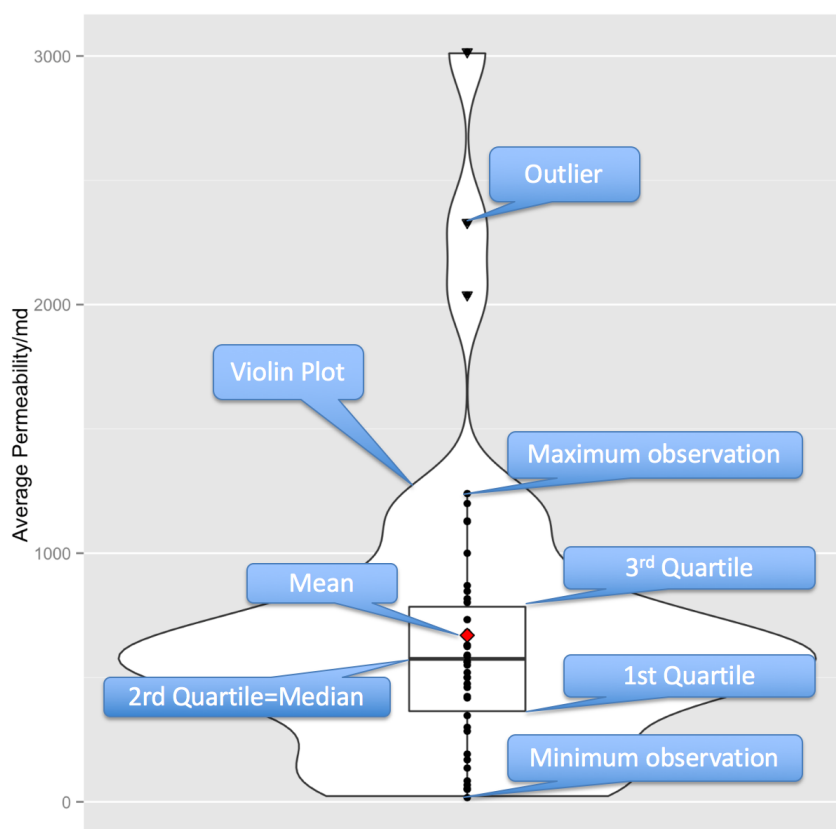 3000
Outlier
2000
Average Permeability/md
Violin Plot
Maximum observation
1000
3rd Quartile
Mean
1st Quartile
2rd Quartile=Median
Minimum observation
0